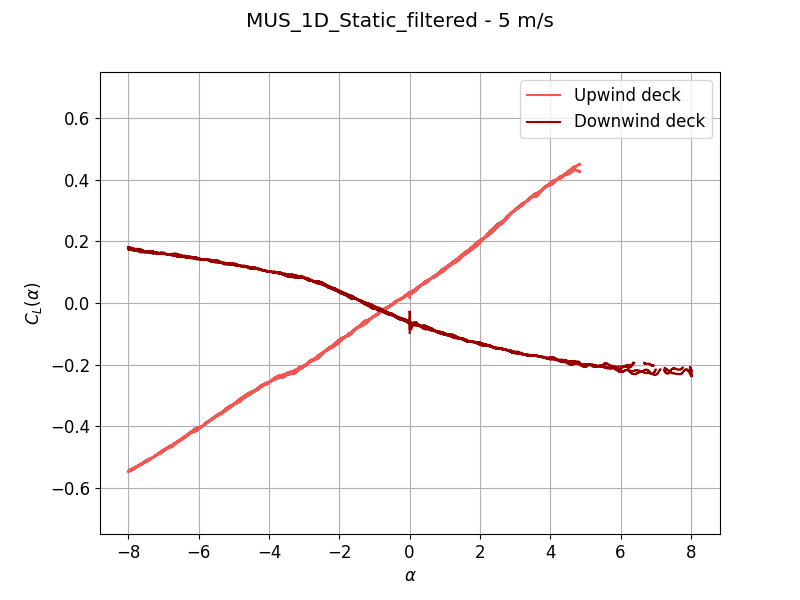 MUS_1D_Static_filtered - 5 m/s
Upwind deck
Downwind deck
0.6
0.4
0.2
0.0
−0.2
−0.4
−0.6
C_L(α)
−8 −6 −4 −2 0 2 4 6 8
α